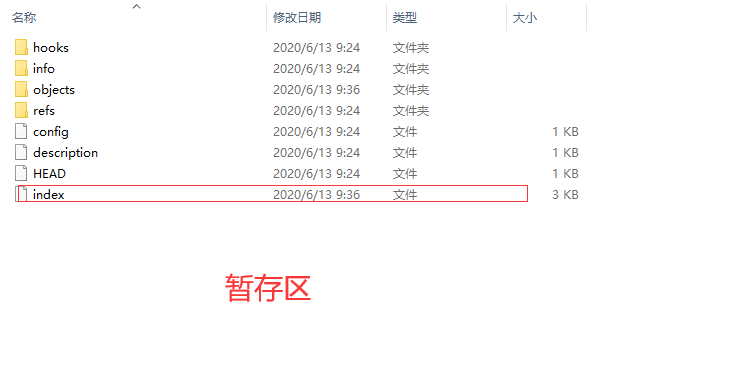 名称 修改日期 类型 大小
hooks 2020/6/13 9:24 文件夹
info 2020/6/13 9:24 文件夹
objects 2020/6/13 9:36 文件夹
refs 2020/6/13 9:24 文件夹
config 2020/6/13 9:24 文件 1 KB
description 2020/6/13 9:24 文件 1 KB
HEAD 2020/6/13 9:24 文件 1 KB
index 2020/6/13 9:36 文件 3 KB
暂存区